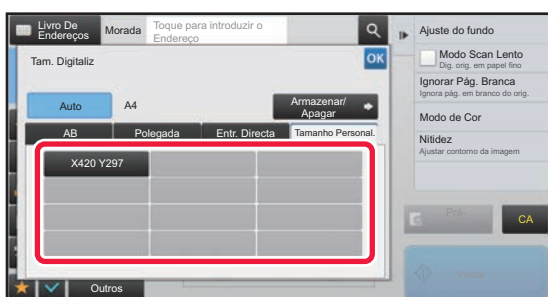 Livro De
Endereços
Morada
Toque para introduzir o
Endereço
Tam. Digitaliz
OK
Auto
A4
Armazenar/
Apagar
AB
Polegada
Entr. Directa
Tamanho Personal.
X420 Y297
Outros
Ajuste do fundo
Modo Scan Lento
Dig. orig. em papel fino
Ignorar Pág. Branca
Ignora pág. em branco do orig.
Modo de Cor
Nitidez
Ajustar contorno da imagem
Pré-
CA
Iniciar